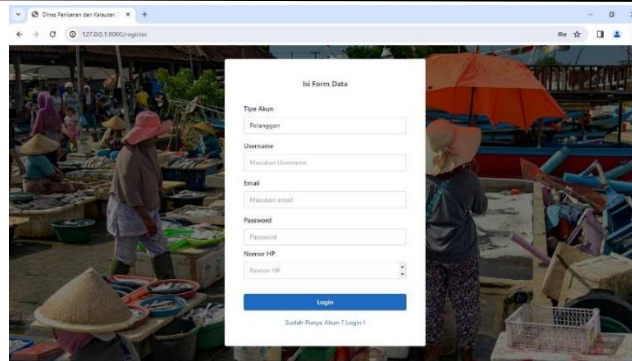 Dinas Perikanan dan Kelautan
127.0.0.1:8000/register
Isi Form Data
Tipe Akun
Pelanggan
Username
Masukan Username
Email
Masukan email
Password
Password
Nomor HP
Nomor HP
Login
Sudah Punya Akun ? Login !